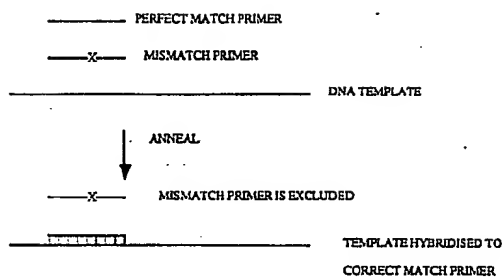 PERFECT MATCH PRIMER
X MISMATCH PRIMER
DNA TEMPLATE
ANNEAL
X MISMATCH PRIMER IS EXCLUDED
TEMPLATE HYBRIDISED TO
CORRECT MATCH PRIMER